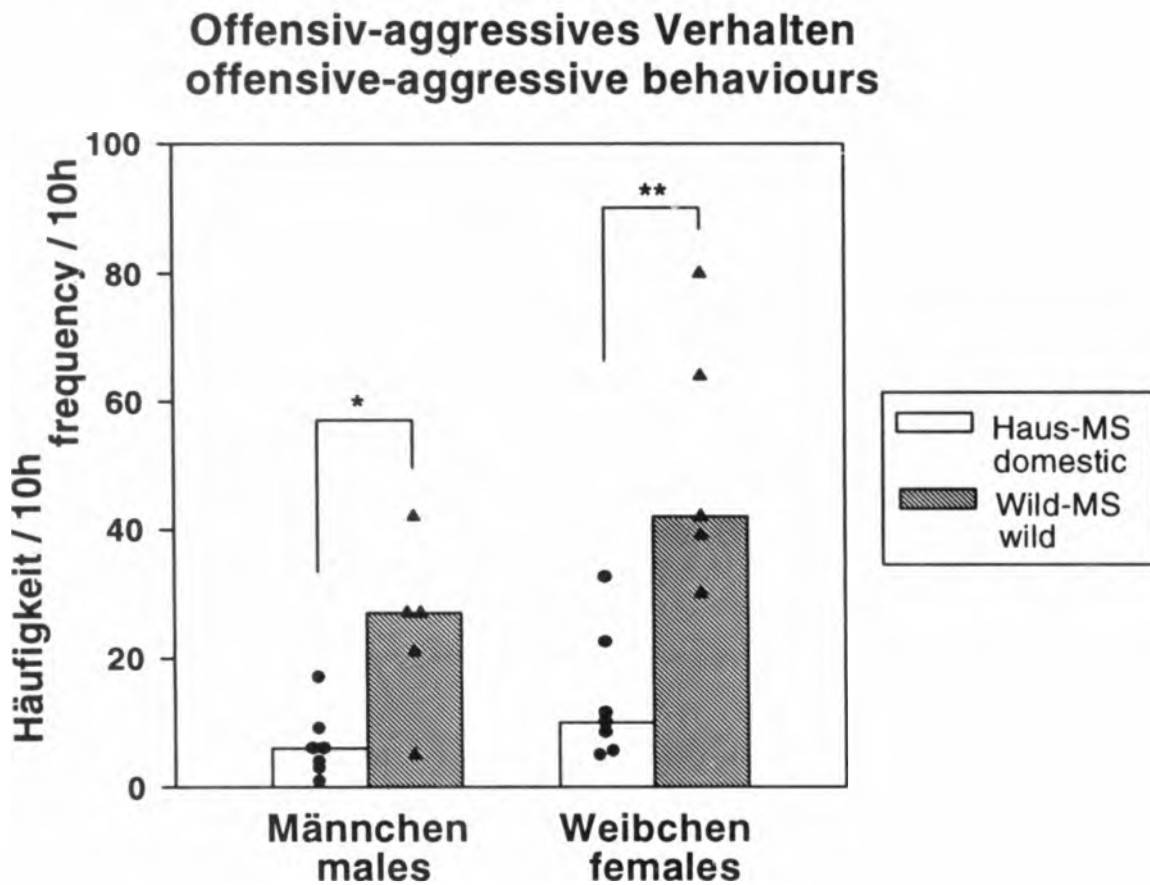 Offensiv-aggressives Verhalten
offensive-aggressive behaviours
Häufigkeit / 10h
frequency / 10h
100
80
60
40
20
0
*
**
Männchen
males
Weibchen
females
Haus-MS
domestic
Wild-MS
wild